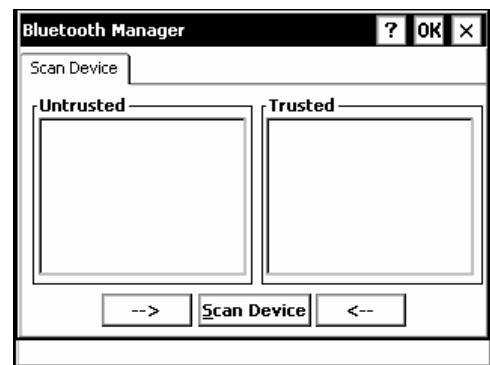 Bluetooth Manager ? OK ×
Scan Device
Untrusted Trusted
--> Scan Device <--